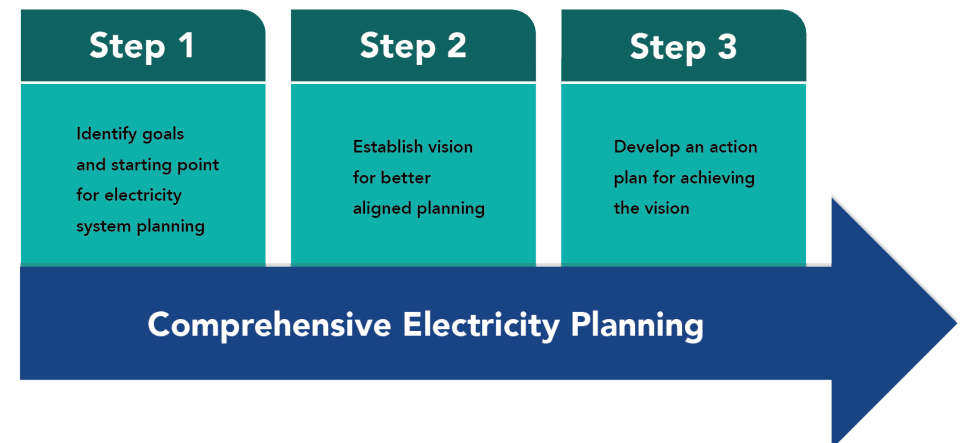 Step 1
Identify goals
and starting point
for electricity
system planning
Step 2
Establish vision
for better
aligned planning
Step 3
Develop an action
plan for achieving
the vision
Comprehensive Electricity Planning